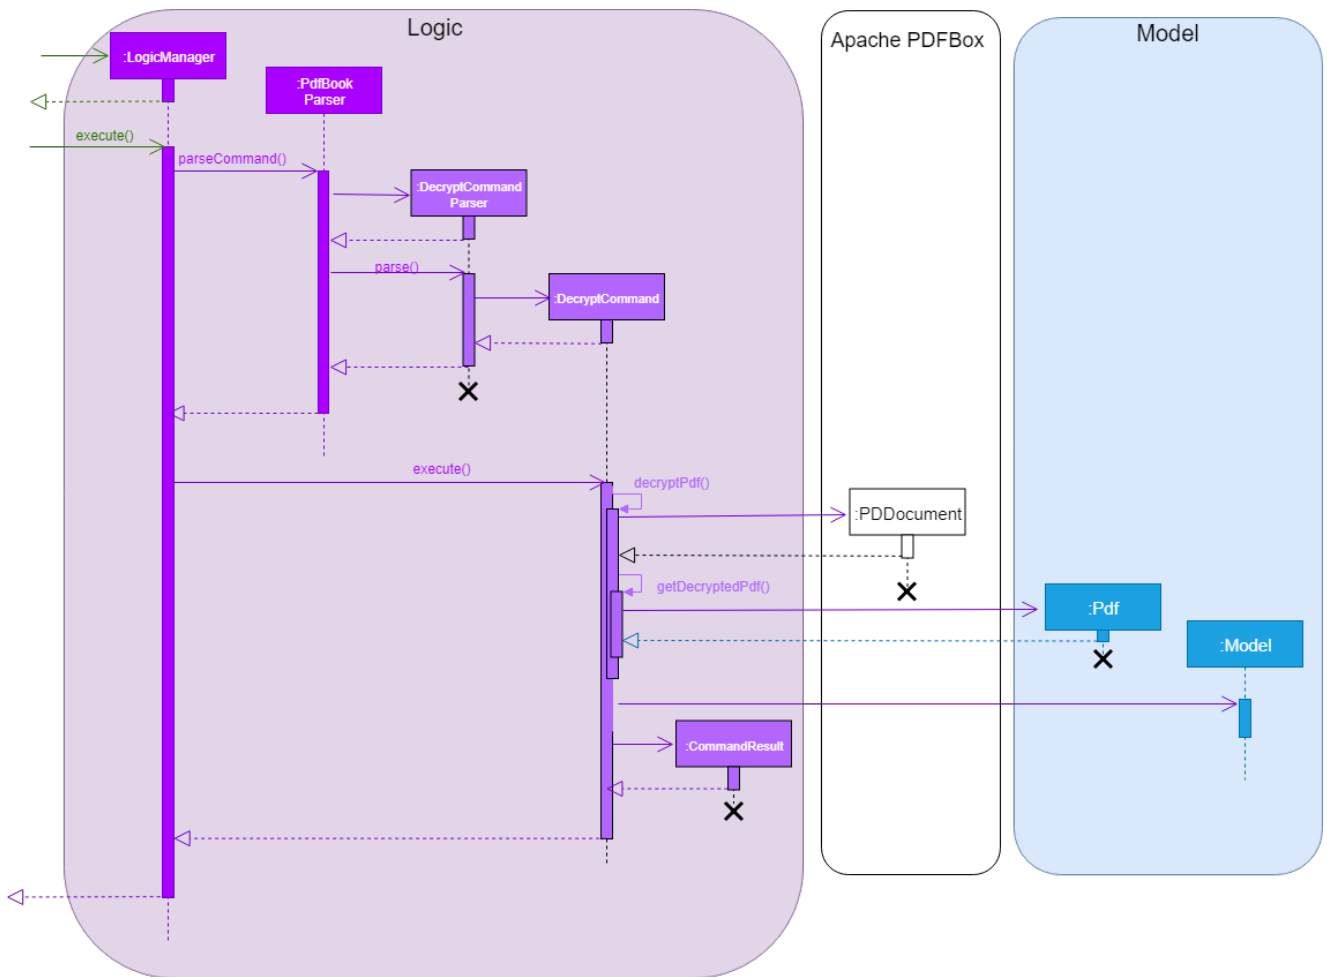 Logic
Apache PDFBox
Model
:LogicManager
:PdfBook
Parser
execute()
parseCommand()
:DecryptCommand
Parser
parse()
:DecryptCommand
execute()
decryptPdf()
:PDDocument
getDecryptedPdf()
:Pdf
:Model
:CommandResult